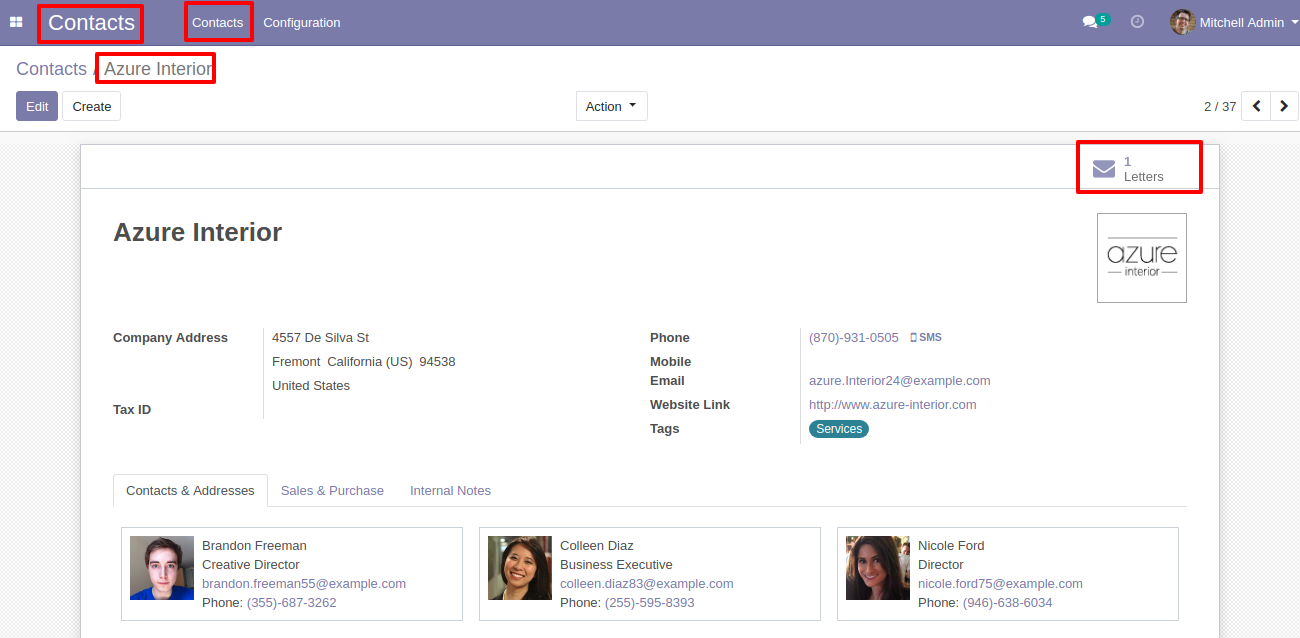 Contacts Contacts Configuration 5 Mitchell Admin
Contacts / Azure Interior
Edit Create Action 2 / 37
1
Letters
Azure Interior
azure
interior
Company Address 4557 De Silva St
Fremont California (US) 94538
United States
Tax ID
Phone (870)-931-0505 SMS
Mobile
Email azure.Interior24@example.com
Website Link http://www.azure-interior.com
Tags Services
Contacts & Addresses Sales & Purchase Internal Notes
Brandon Freeman
Creative Director
brandon.freeman55@example.com
Phone: (355)-687-3262
Colleen Diaz
Business Executive
colleen.diaz83@example.com
Phone: (255)-595-8393
Nicole Ford
Director
nicole.ford75@example.com
Phone: (946)-638-6034